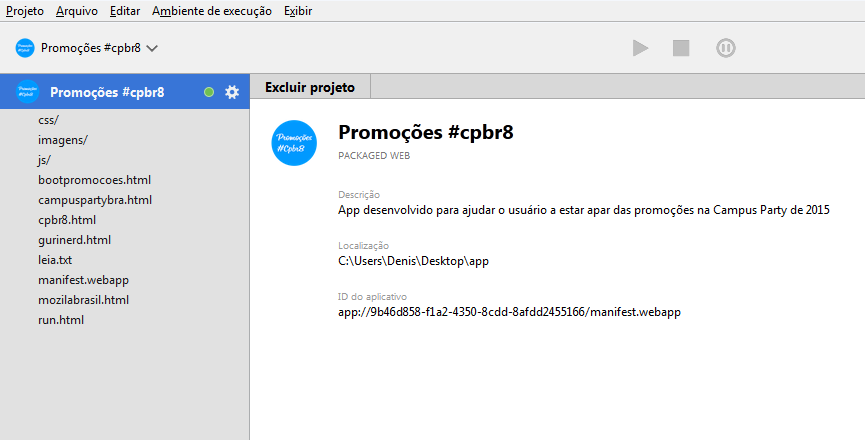 Projeto Arquivo Editar Ambiente de execução Exibir
Promoções #cpbr8
Promoções #cpbr8
css/
imagens/
js/
bootpromocoes.html
campuspartybra.html
cpbr8.html
gurinerd.html
leia.txt
manifest.webapp
mozilabrasil.html
run.html
Excluir projeto
Promoções
#Cpbr8
Promoções #cpbr8
PACKAGED WEB
Descrição
App desenvolvido para ajudar o usuário a estar apar das promoções na Campus Party de 2015
Localização
C:\Users\Denis\Desktop\app
ID do aplicativo
app://9b46d858-f1a2-4350-8cdd-8afdd2455166/manifest.webapp